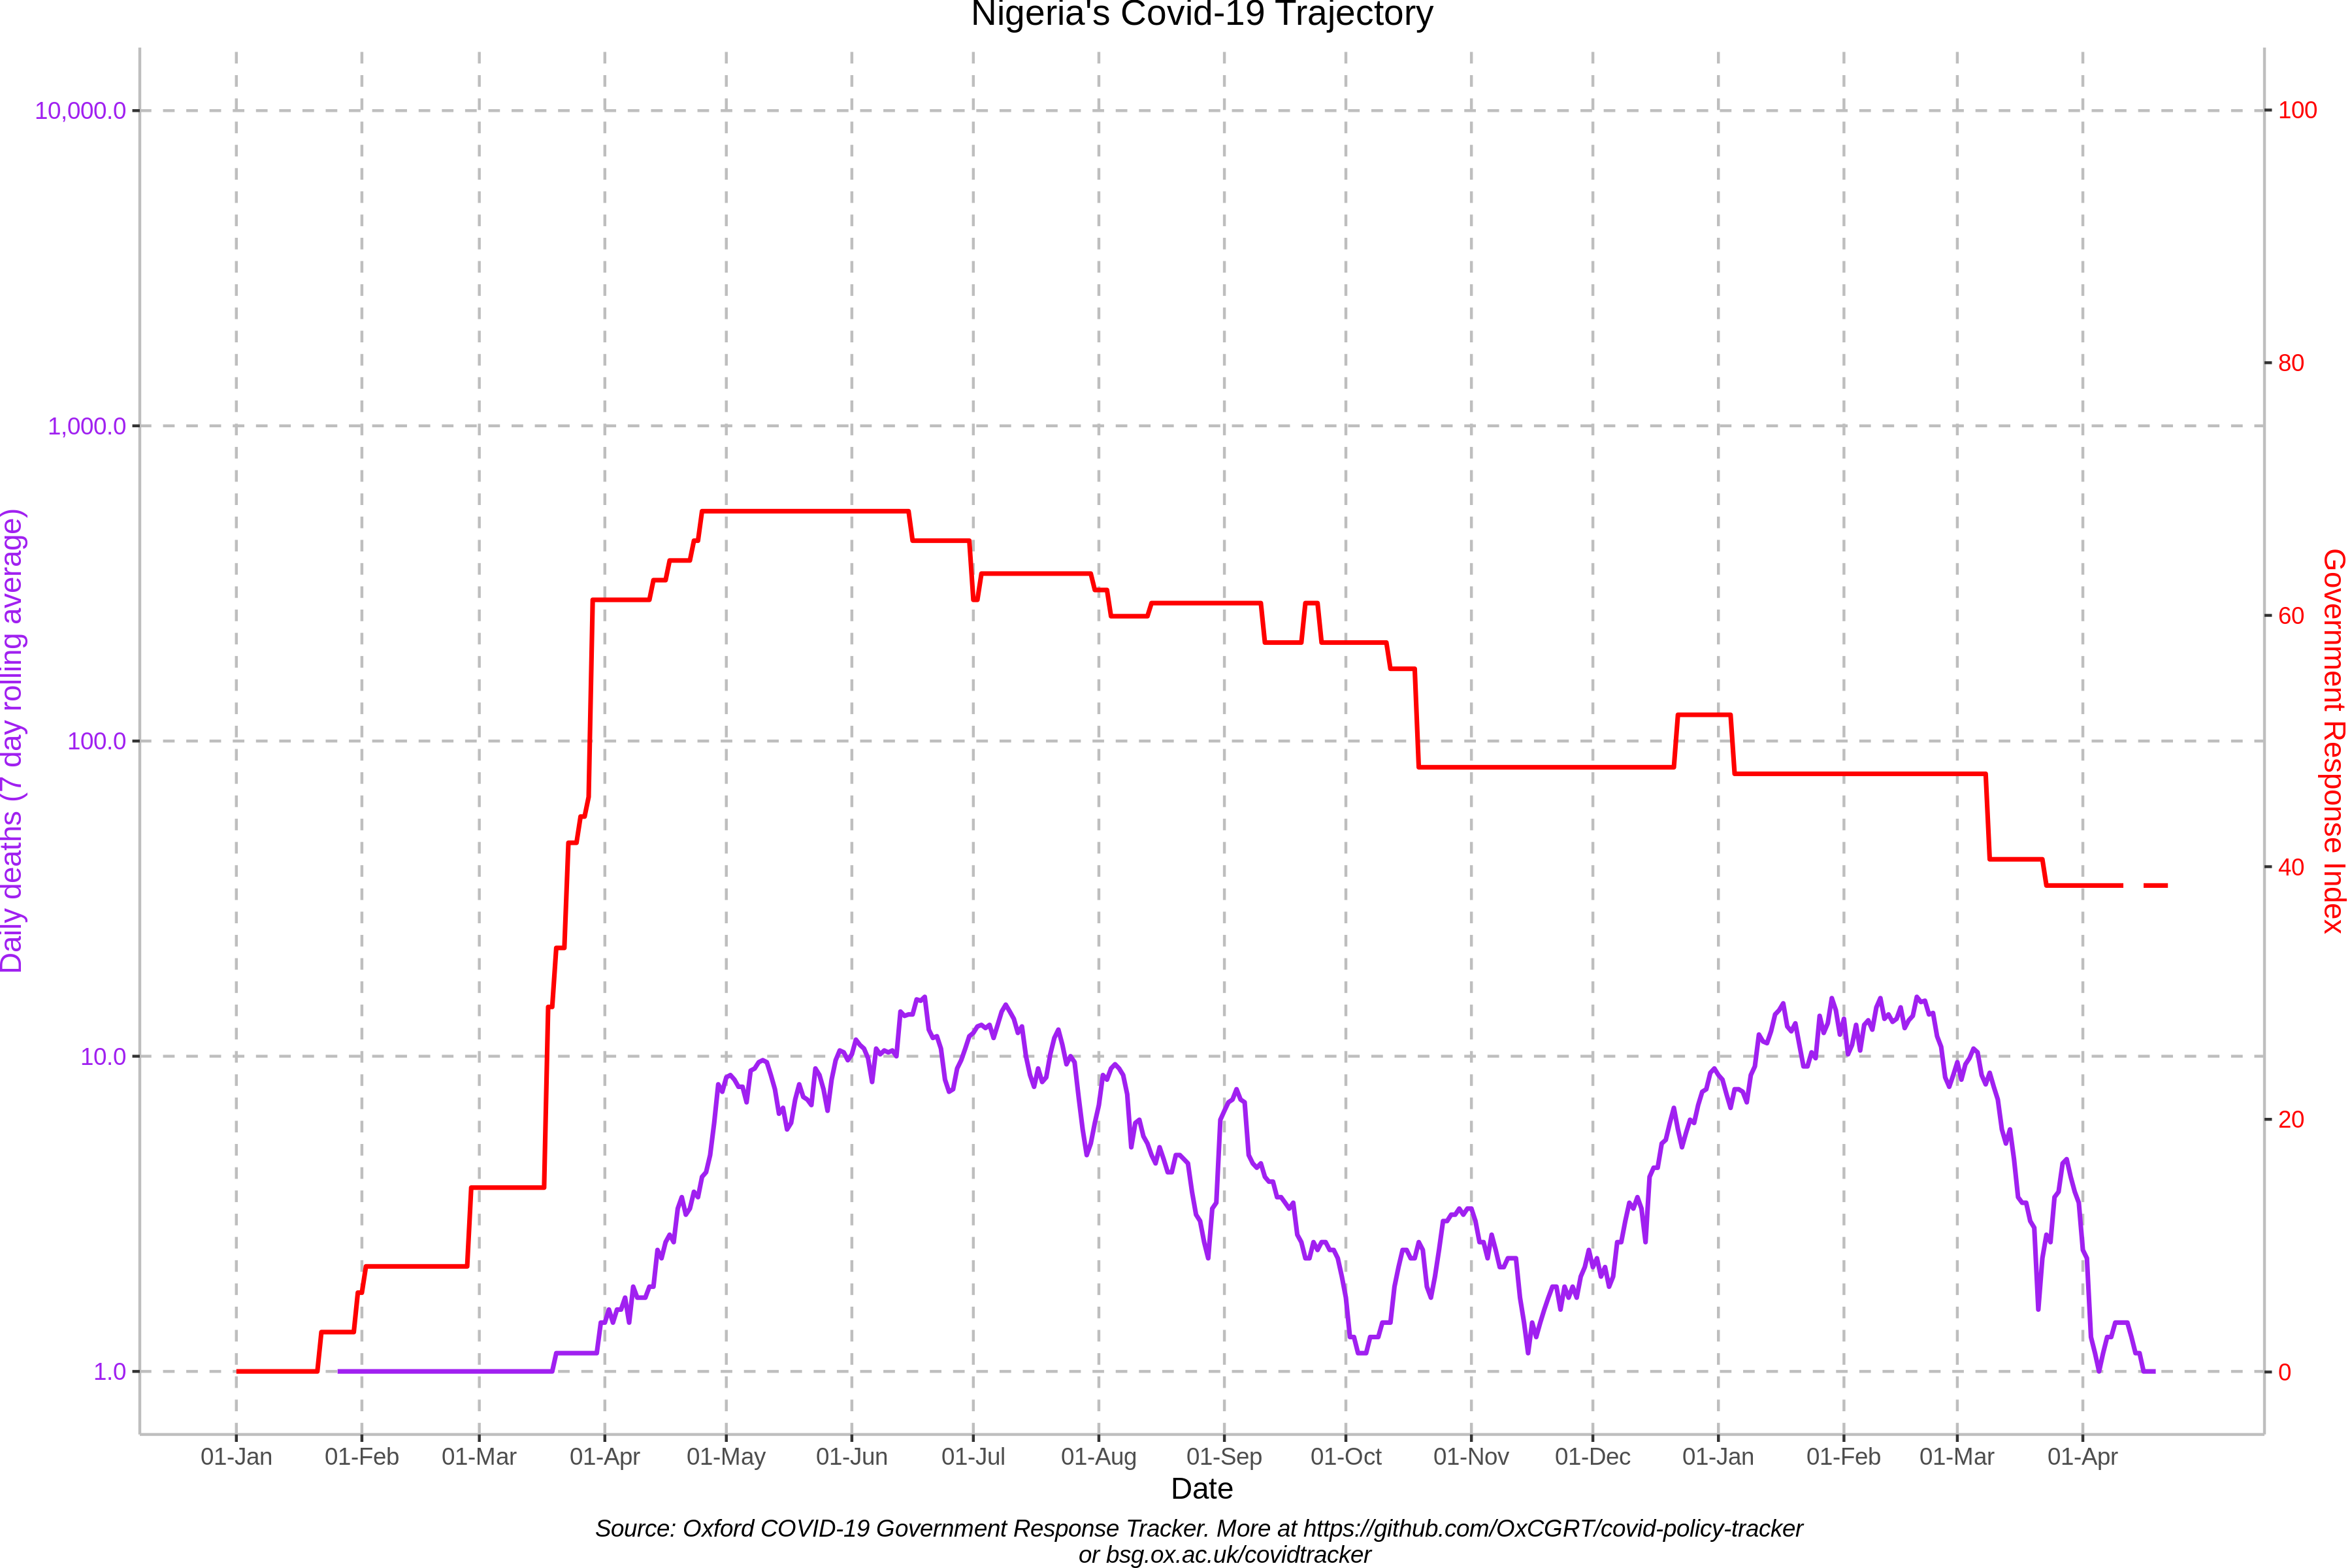 Nigeria's Covid-19 Trajectory
10,000.0
1,000.0
100.0
10.0
1.0
Daily deaths (7 day rolling average)
100
80
60
40
20
0
Government Response Index
01-Jan 01-Feb 01-Mar 01-Apr 01-May 01-Jun 01-Jul 01-Aug 01-Sep 01-Oct 01-Nov 01-Dec 01-Jan 01-Feb 01-Mar 01-Apr
Date
Source: Oxford COVID-19 Government Response Tracker. More at https://github.com/OxCGRT/covid-policy-tracker
or bsg.ox.ac.uk/covidtracker